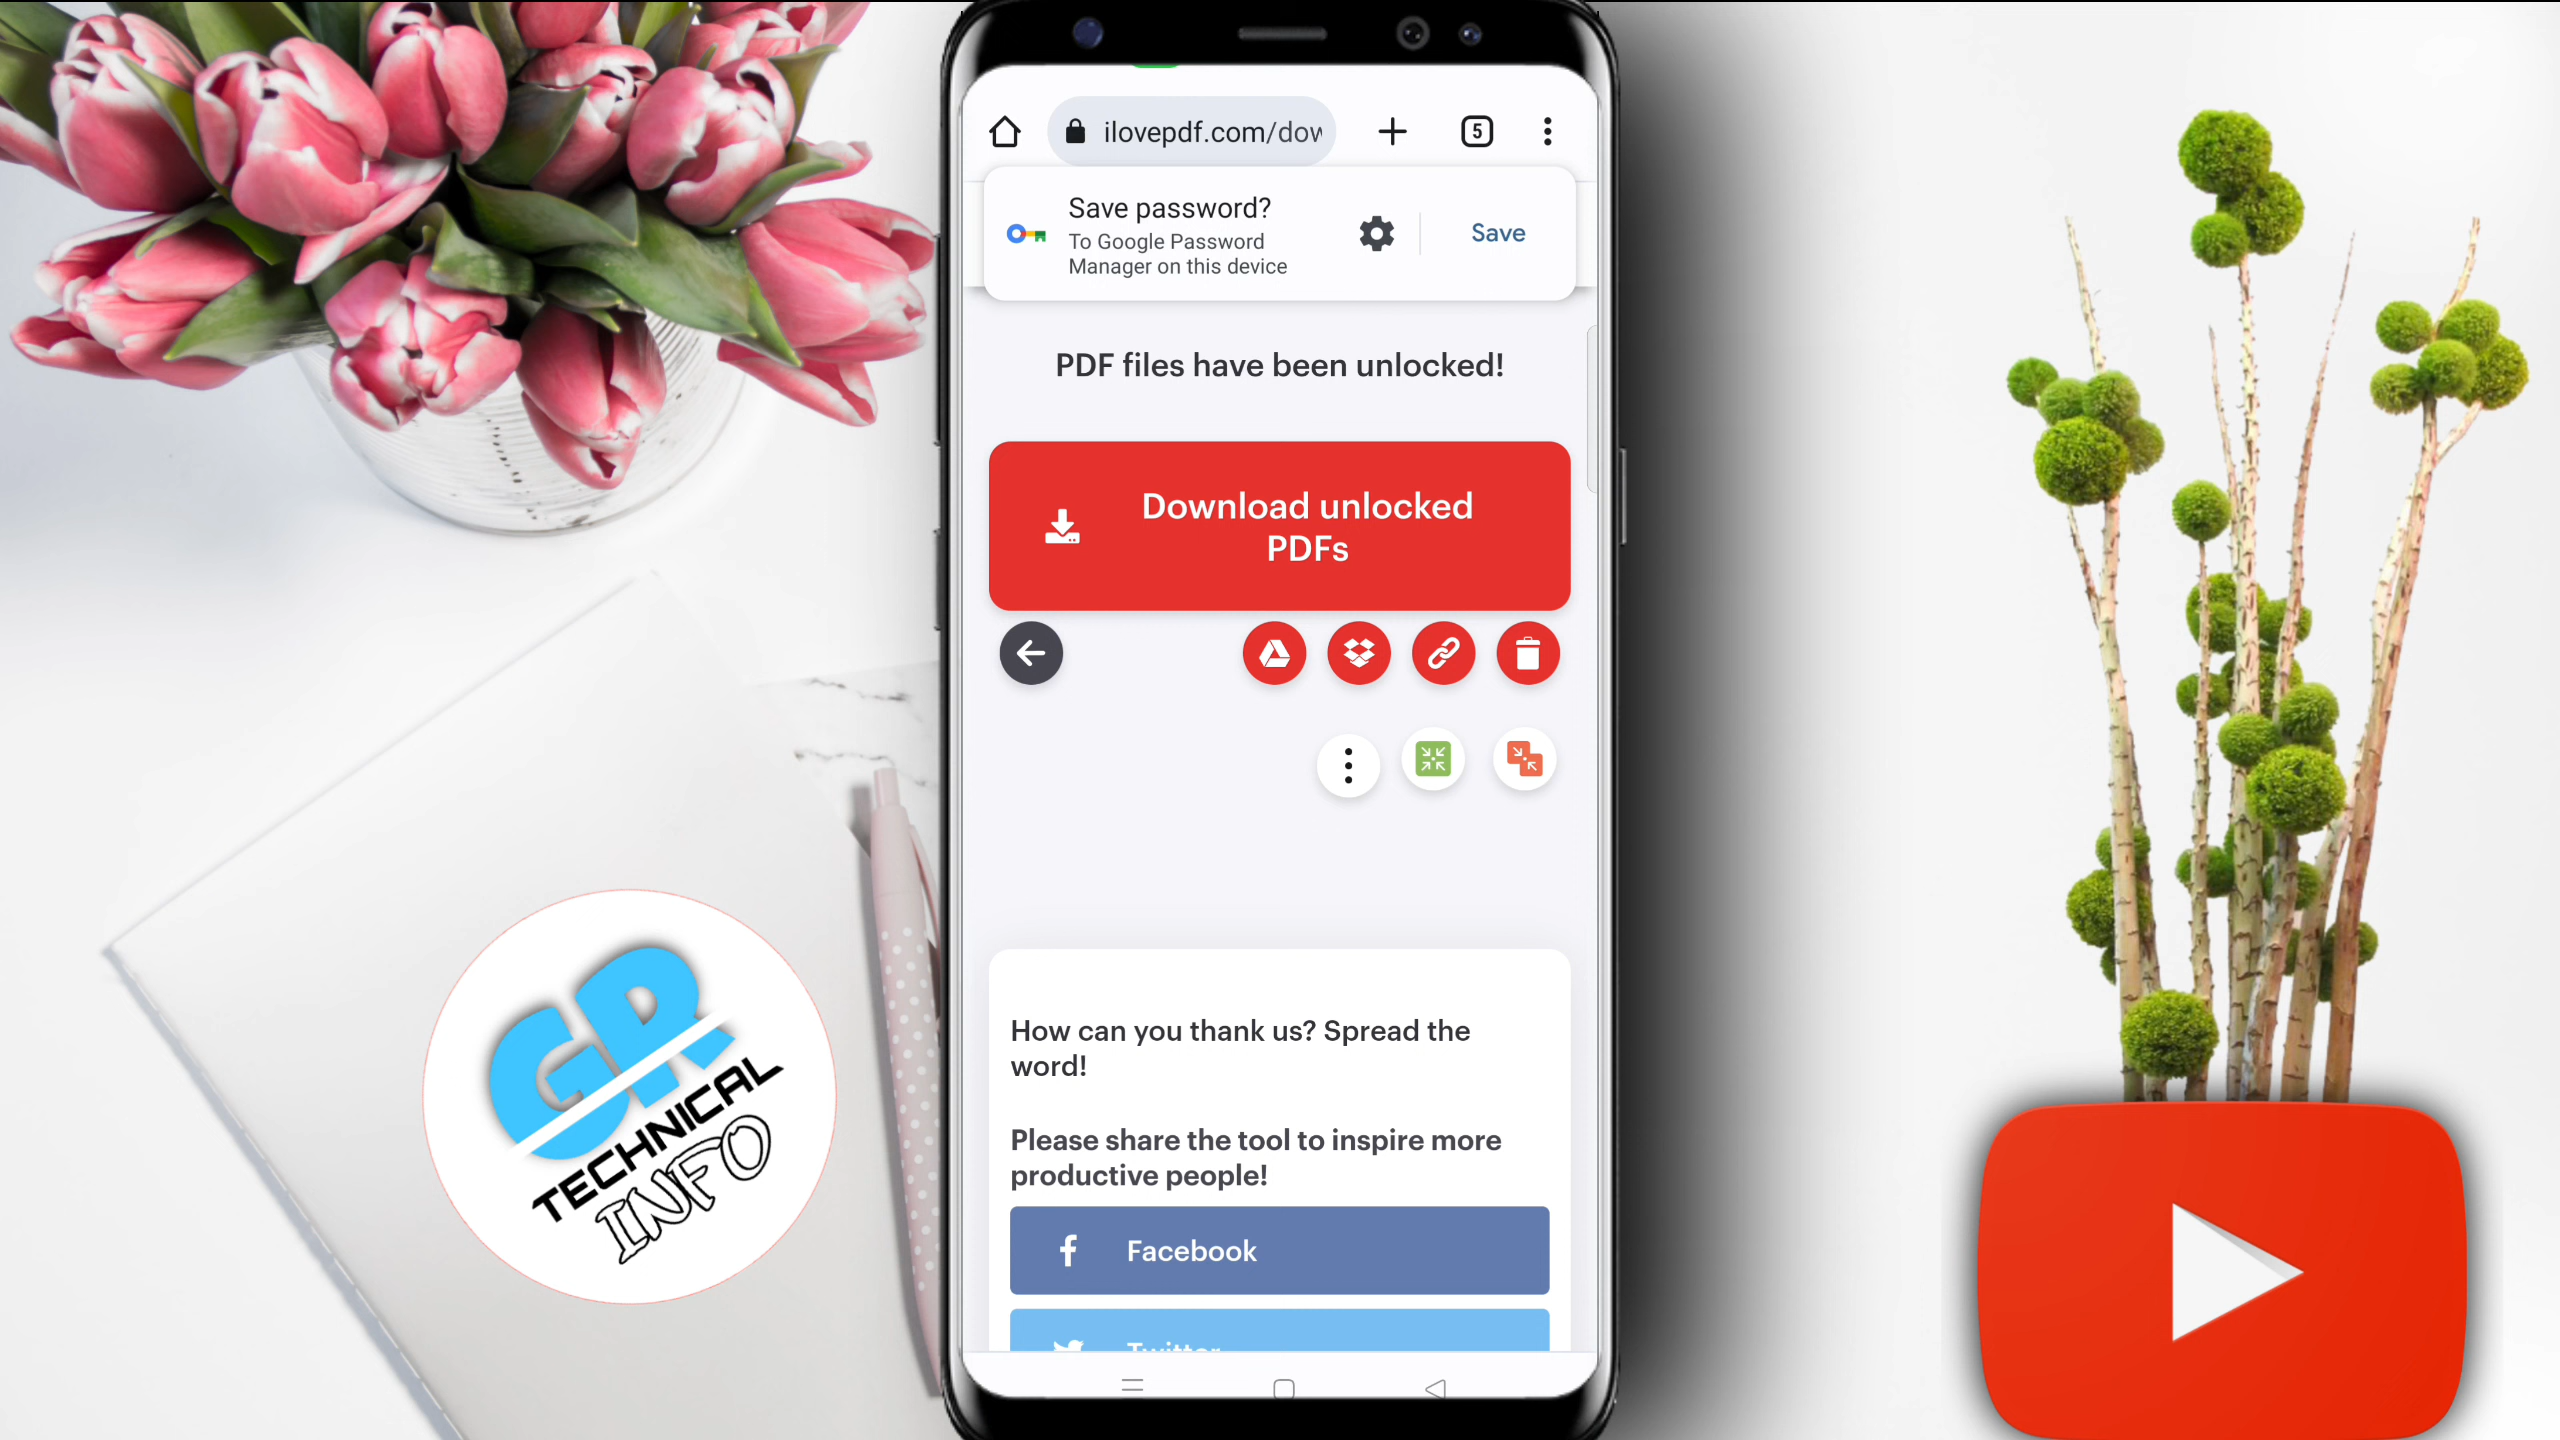 ilovepdf.com/dow
5
Save password?
To Google Password
Manager on this device
Save
PDF files have been unlocked!
Download unlocked
PDFs
How can you thank us? Spread the
word!
Please share the tool to inspire more
productive people!
Facebook
Twitter
GR
TECHNICAL
INFO